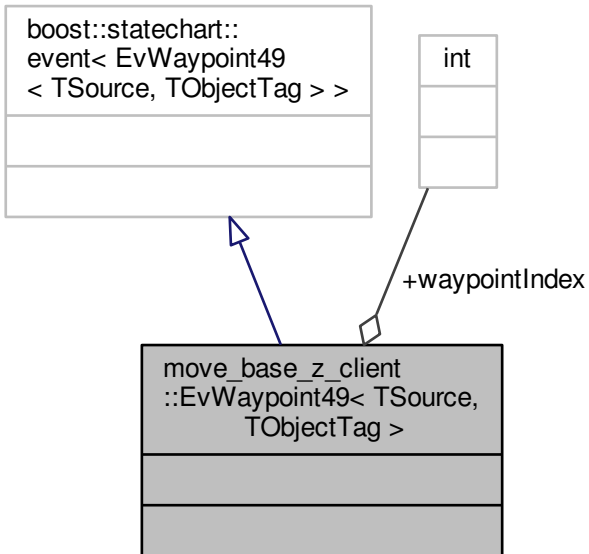 boost::statechart::
event< EvWaypoint49
< TSource, TObjectTag > >
int
+waypointIndex
move_base_z_client
::EvWaypoint49< TSource,
TObjectTag >